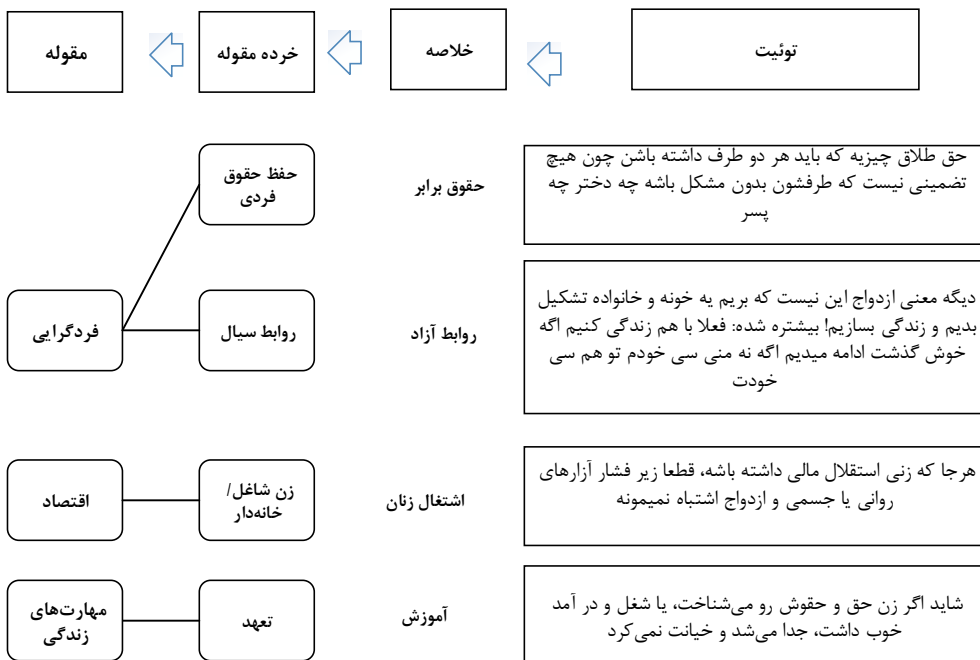 توئیت
خلاصه
خرده مقوله
مقوله
حق طلاق چیزیه که باید هر دو طرف داشته باشن چون هیچ
تضمینی نیست که طرفشون بدون مشکل باشه چه دختر چه
پسر
حقوق برابر
حفظ حقوق
فردی
دیگه معنی ازدواج این نیست که بریم یه خونه و خانواده تشکیل
بدیم و زندگی بسازیم! بیشتره شده: فعلا با هم زندگی کنیم اگه
خوش گذشت ادامه میدیم اگه نه منی سی خودم تو هم سی
خودت
روابط آزاد
روابط سیال
فردگرایی
هرجا که زنی استقلال مالی داشته باشه، قطعا زیر فشار آزارهای
روانی یا جسمی و ازدواج اشتباه نمیمونه
اشتغال زنان
زن شاغل/
خانه‌دار
اقتصاد
شاید اگر زن حق و حقوش رو می‌شناخت، یا شغل و در آمد
خوب داشت، جدا می‌شد و خیانت نمی‌کرد
آموزش
تعهد
مهارت‌های
زندگی